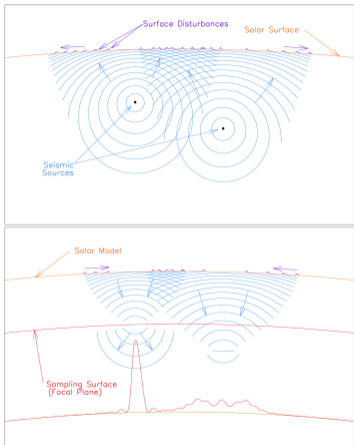 Surface Disturbances
Solar Surface
Seismic
Sources
Solar Model
Sampling Surface
(Focal Plane)